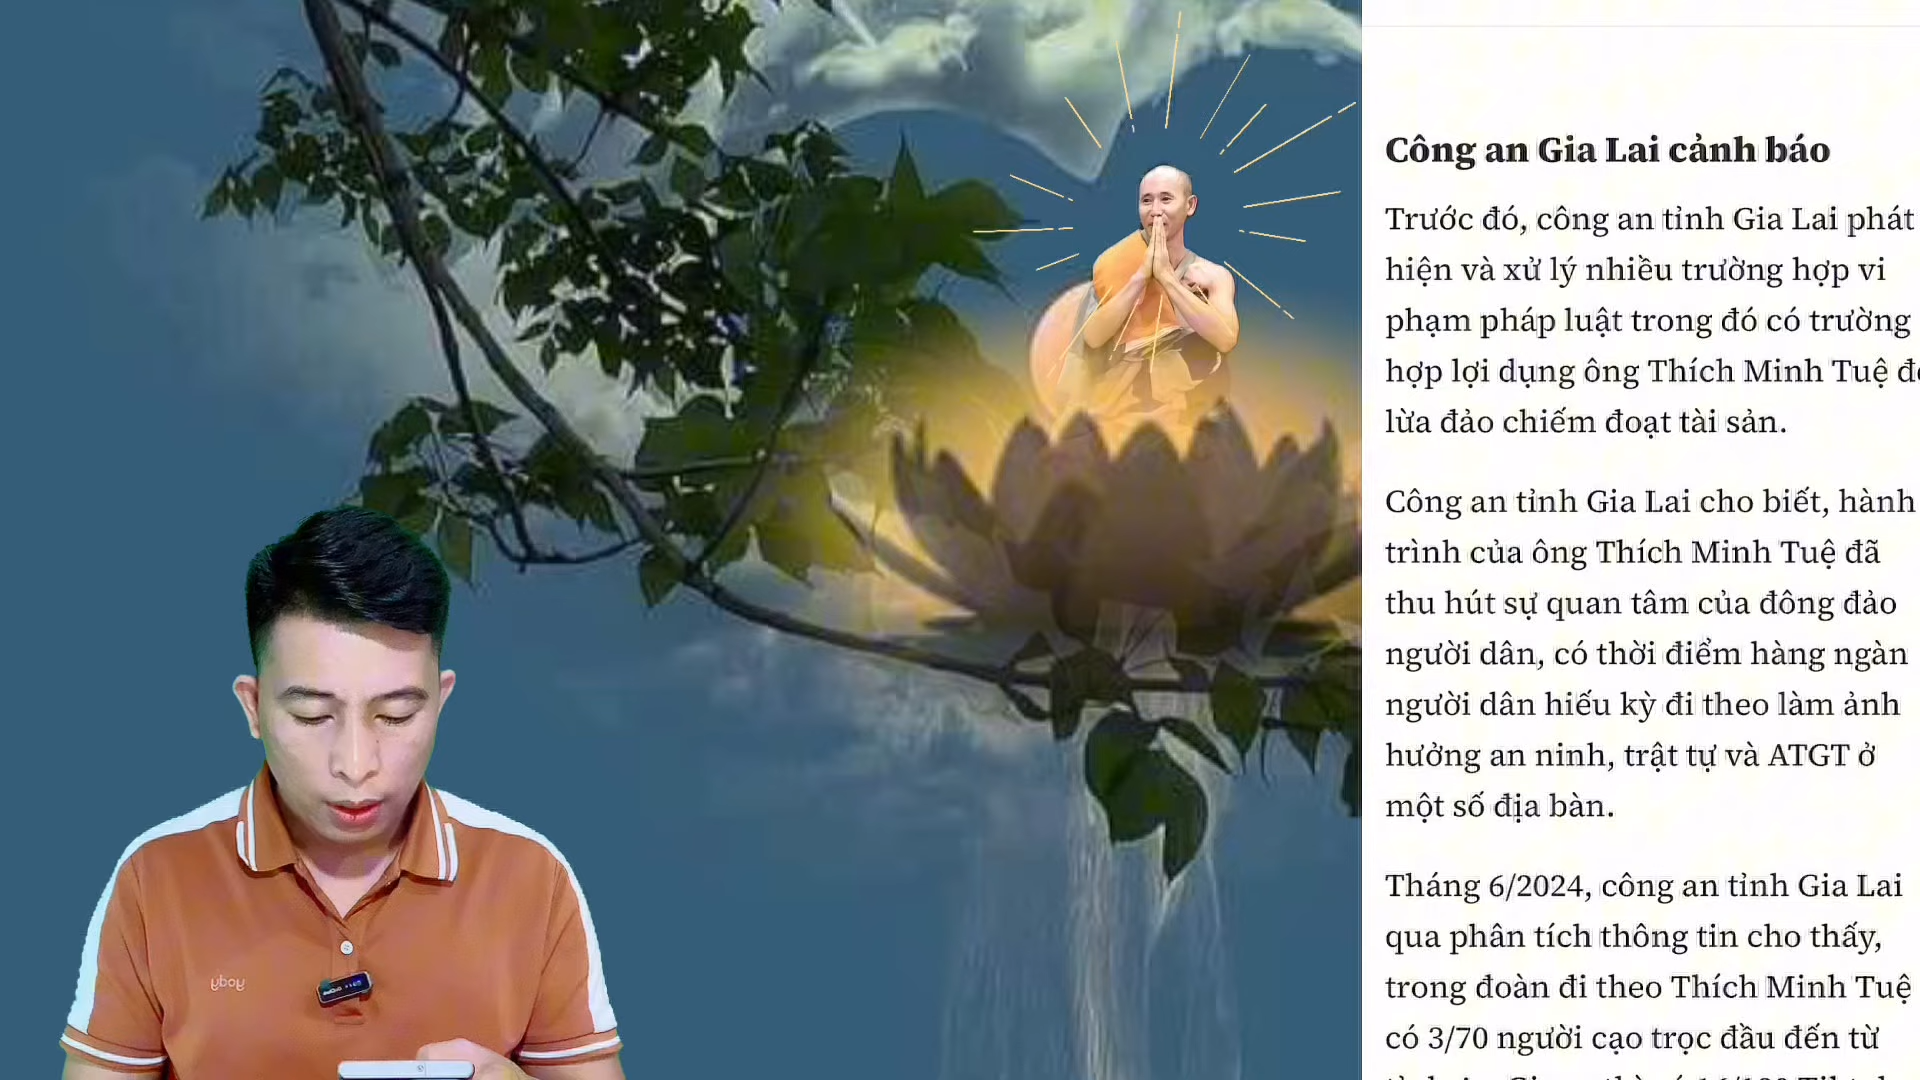 Công an Gia Lai cảnh báo
Trước đó, công an tỉnh Gia Lai phát
hiện và xử lý nhiều trường hợp vi
phạm pháp luật trong đó có trường
hợp lợi dụng ông Thích Minh Tuệ
lừa đảo chiếm đoạt tài sản.
Công an tỉnh Gia Lai cho biết, hành
trình của ông Thích Minh Tuệ đã
thu hút sự quan tâm của đông đảo
người dân, có thời điểm hàng ngàn
người dân hiếu kỳ đi theo làm ảnh
hưởng an ninh, trật tự và ATGT ở
một số địa bàn.
Tháng 6/2024, công an tỉnh Gia Lai
qua phân tích thông tin cho thấy,
trong đoàn đi theo Thích Minh Tuệ
có 3/70 người cạo trọc đầu đến từ
yboy